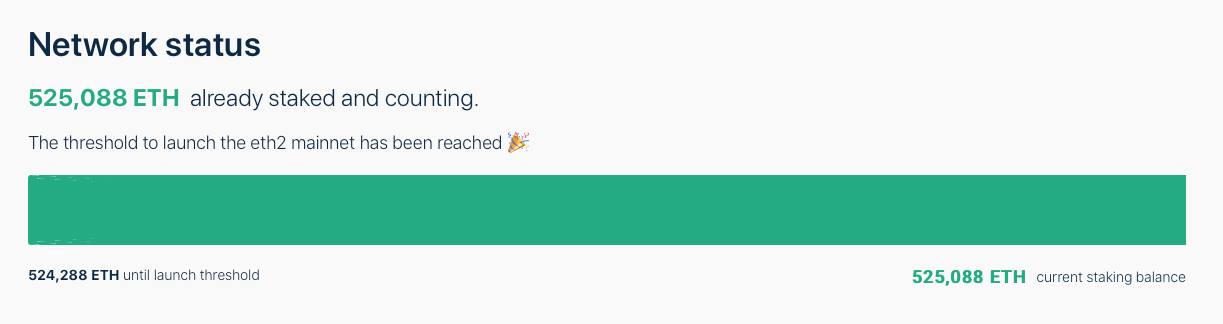 Network status
525,088 ETH already staked and counting.
The threshold to launch the eth2 mainnet has been reached 🎉
524,288 ETH until launch threshold
525,088 ETH current staking balance